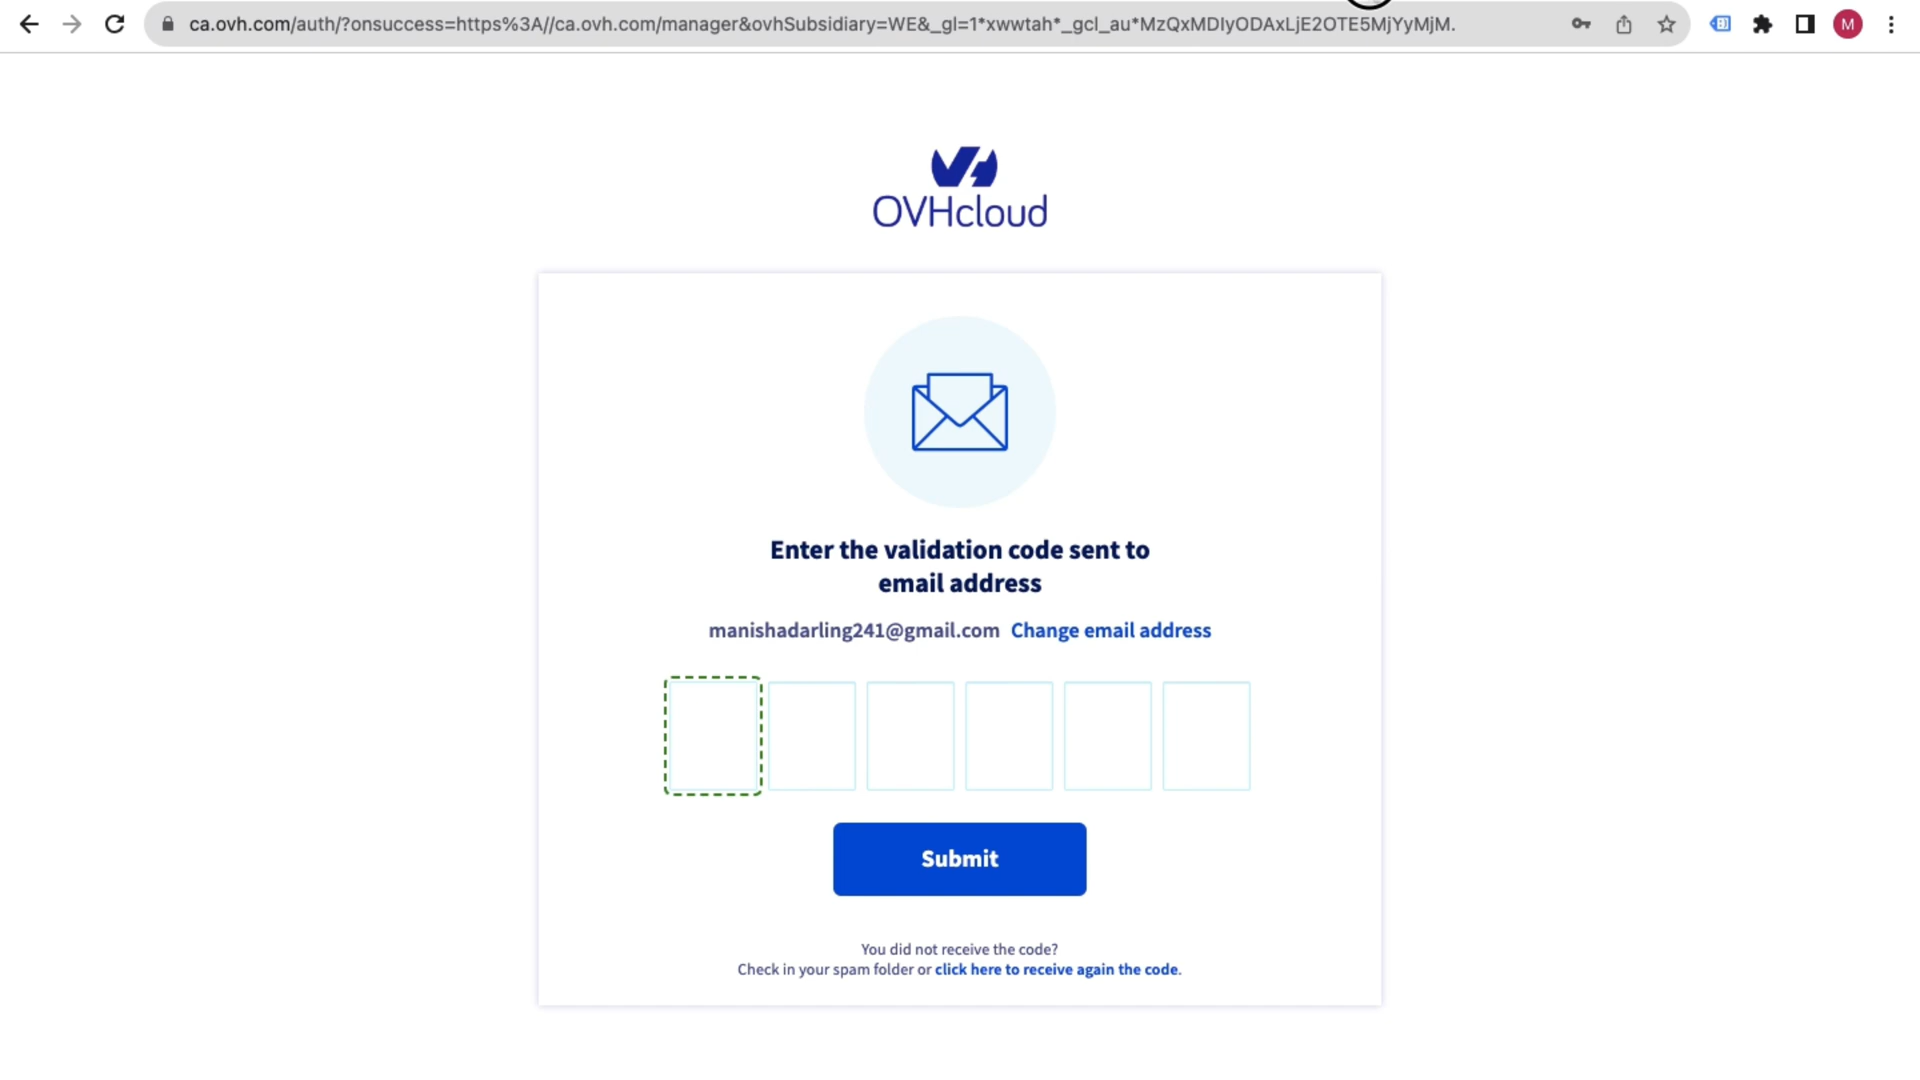 ca.ovh.com/auth/?onsuccess=https%3A//ca.ovh.com/manager&ovhSubsidiary=WE&_gl=1*xwwtah*_gcl_au*MzQxMDIyODAxLjE2OTE5MjYyMjM.
M
OVHcloud
Enter the validation code sent to
email address
manishadarling241@gmail.com Change email address
Submit
You did not receive the code?
Check in your spam folder or click here to receive again the code.